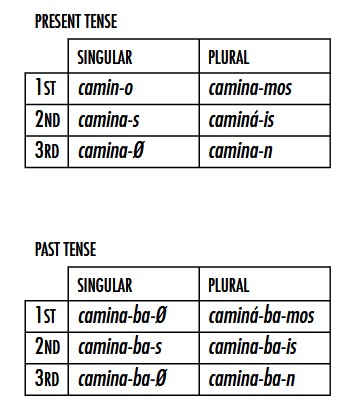 PRESENT TENSE
SINGULAR PLURAL
1ST camin-o camina-mos
2ND camina-s caminá-is
3RD camina-Ø camina-n
PAST TENSE
SINGULAR PLURAL
1ST camina-ba-Ø caminá-ba-mos
2ND camina-ba-s camina-ba-is
3RD camina-ba-Ø camina-ba-n